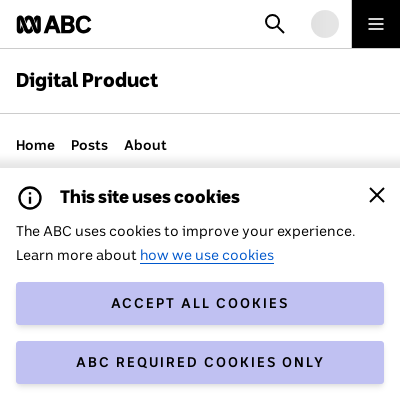 ABC
Digital Product
Home Posts About
This site uses cookies
The ABC uses cookies to improve your experience.
Learn more about how we use cookies
ACCEPT ALL COOKIES
ABC REQUIRED COOKIES ONLY